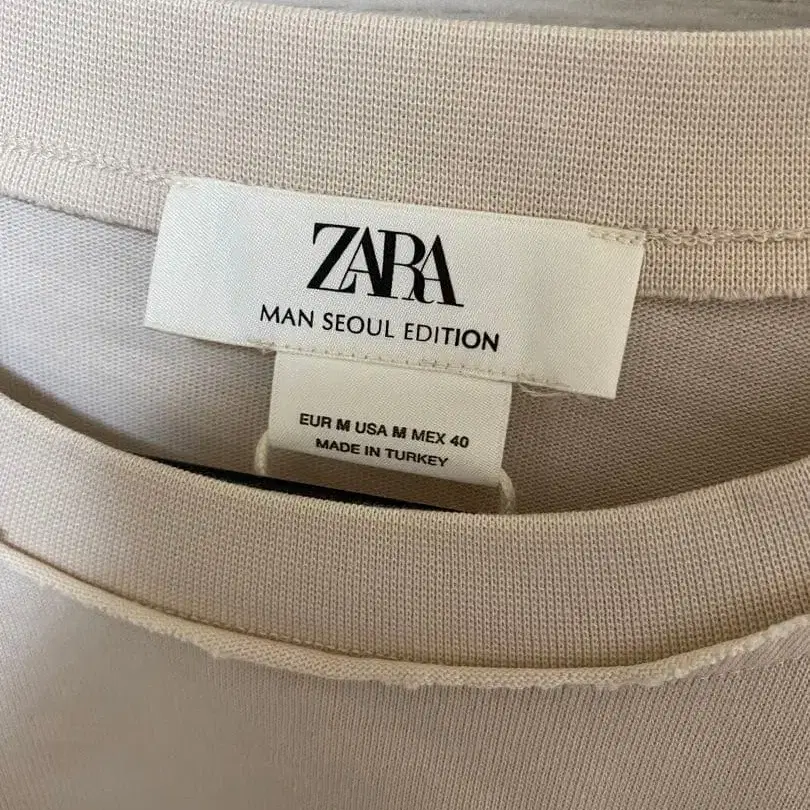 ZARA
MAN SEOUL EDITION
EUR M USA M MEX 40
MADE IN TURKEY